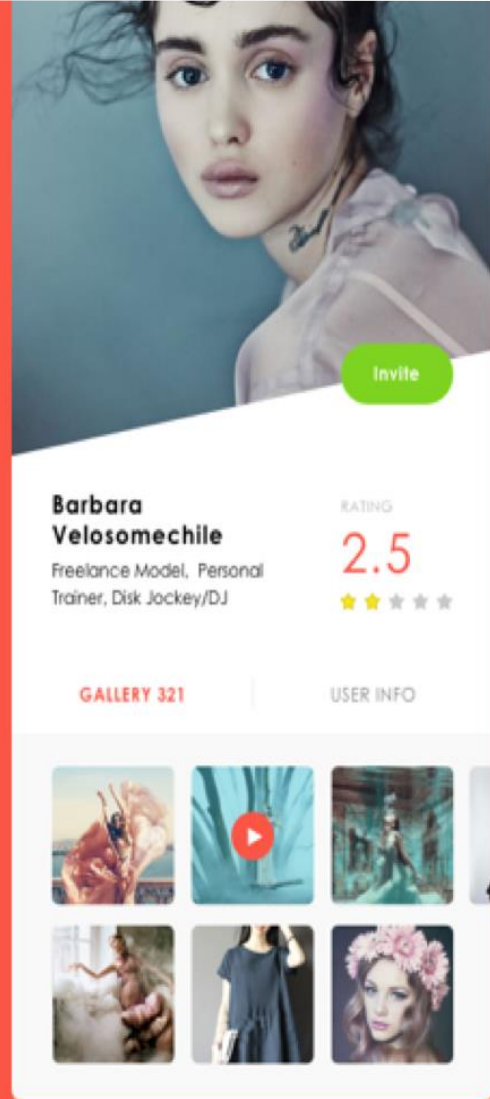 Invite
Barbara
Velosomechile
Freelance Model, Personal
Trainer, Disk Jockey/DJ
RATING
2.5
GALLERY 321
USER INFO